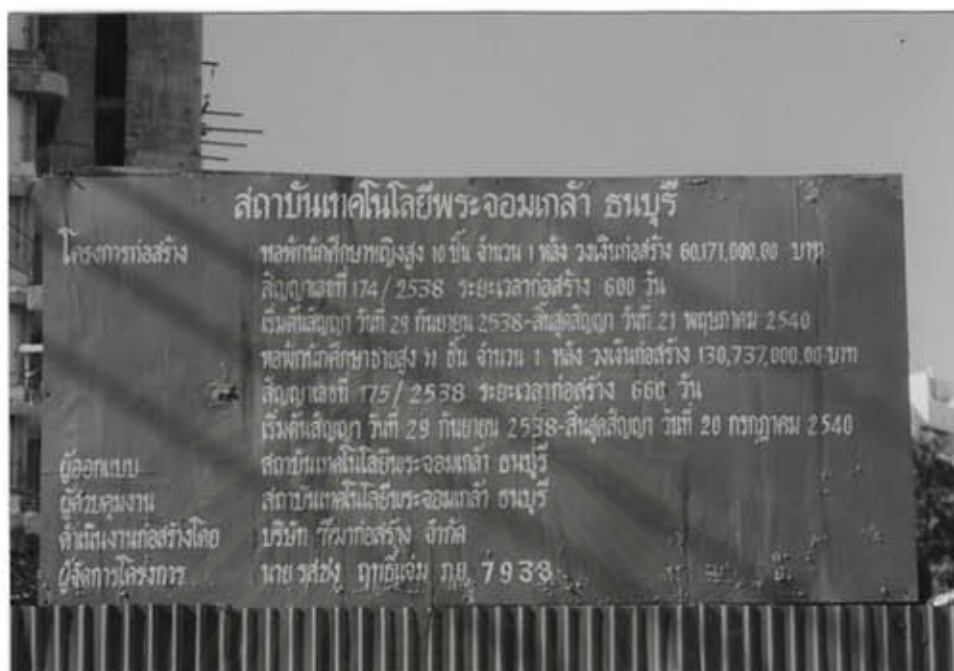 สถาบันเทคโนโลยีพระจอมเกล้า ธนบุรี
โครงการก่อสร้าง หอพักนักศึกษาหญิงสูง 10 ชั้น จำนวน 1 หลัง วงเงินก่อสร้าง 60,171,000.00 บาท
สัญญาเลขที่ 174/2538 ระยะเวลาก่อสร้าง 600 วัน
เริ่มต้นสัญญา วันที่ 29 กันยายน 2538-สิ้นสุดสัญญา วันที่ 21 พฤษภาคม 2540
หอพักนักศึกษาชายสูง 11 ชั้น จำนวน 1 หลัง วงเงินก่อสร้าง 130,737,000.00 บาท
สัญญาเลขที่ 175/2538 ระยะเวลาก่อสร้าง 660 วัน
เริ่มต้นสัญญา วันที่ 29 กันยายน 2538-สิ้นสุดสัญญา วันที่ 20 กรกฎาคม 2540
ผู้ออกแบบ สถาบันเทคโนโลยีพระจอมเกล้า ธนบุรี
ผู้ควบคุมงาน สถาบันเทคโนโลยีพระจอมเกล้า ธนบุรี
ดำเนินงานก่อสร้างโดย บริษัท จำกัด
ผู้จัดการโครงการ นาย ภย 7933